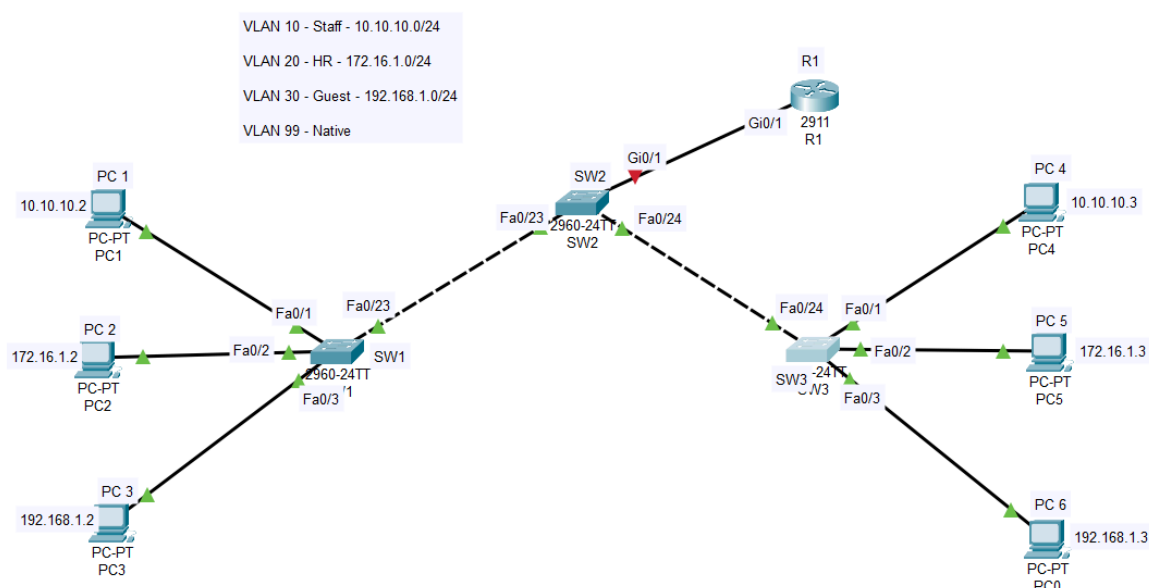 VLAN 10 - Staff - 10.10.10.0/24
VLAN 20 - HR - 172.16.1.0/24
VLAN 30 - Guest - 192.168.1.0/24
VLAN 99 - Native
R1
Gi0/1
2911
R1
Gi0/1
SW2
Fa0/23
Fa0/24
2960-24TT
SW2
PC 1
10.10.10.2
PC-PT
PC1
PC 4
10.10.10.3
PC-PT
PC4
Fa0/1
Fa0/23
Fa0/24
Fa0/1
PC 2
172.16.1.2
PC-PT
PC2
Fa0/2
SW1
2960-24TT
Fa0/3
Fa0/2
SW3
SW3
Fa0/3
PC 5
172.16.1.3
PC-PT
PC5
PC 3
192.168.1.2
PC-PT
PC3
PC 6
192.168.1.3
PC-PT